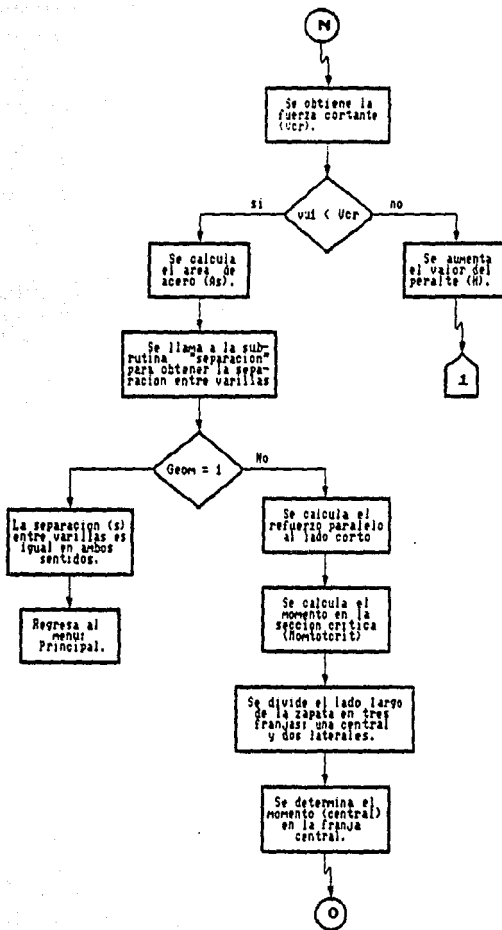 N
Se obtiene la
fuerza cortante
(Vcr).
si
vui < Vcr
no
Se calcula
el area de
acero (As).
Se aumenta
el valor del
peralte (H).
Se llama a la sub-
rutina "separacion"
para obtener la sepa-
racion entre varillas
1
Geom = 1
No
La separacion (s)
entre varillas es
igual en ambos
sentidos.
Se calcula el
refuerzo paralelo
al lado corto
Regresa al
menu:
Principal.
Se calcula el
momento en la
seccion critica
(Momtotcrit)
Se divide el lado largo
de la zapata en tres
franjas: una central
y dos laterales.
Se determina el
momento (central)
en la franja
central.
O